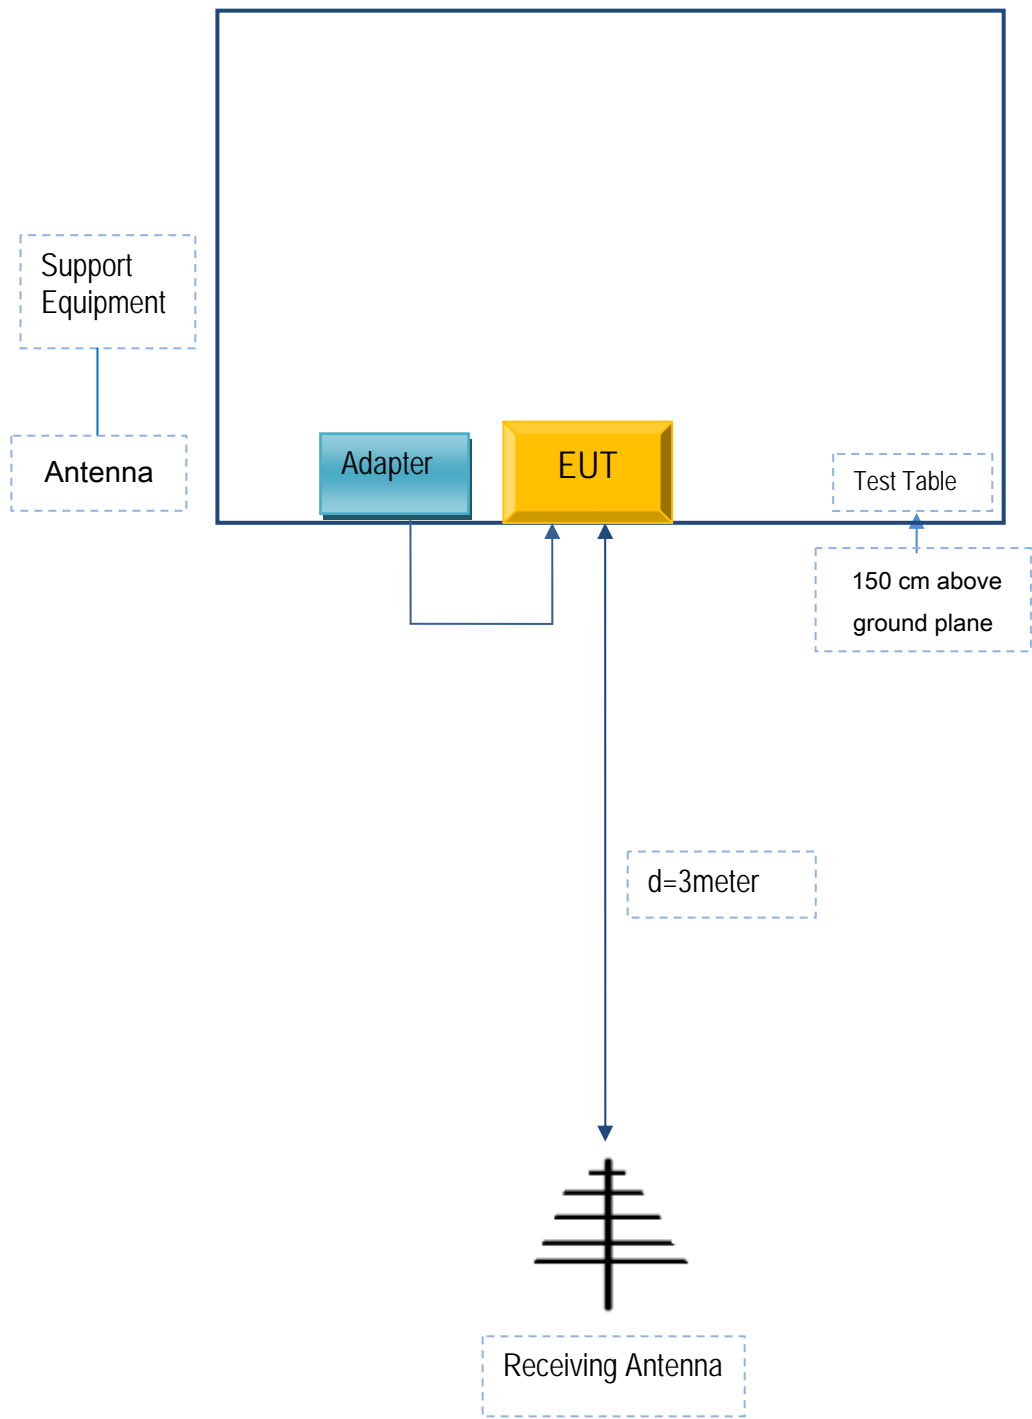 Support
Equipment
Antenna
Adapter
EUT
Test Table
150 cm above
ground plane
d=3meter
Receiving Antenna